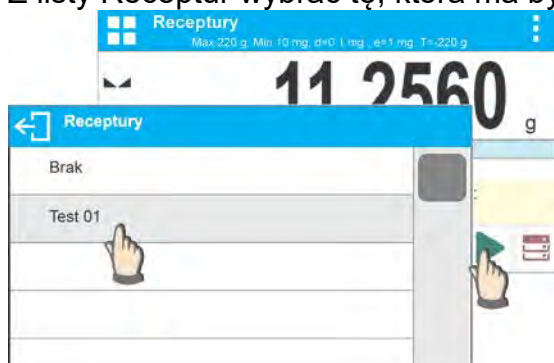 Z listy Receptur wybrać tę, która ma by
Receptury
Max 220 g, Min 10 mg, d=0.1 mg, e=1 mg T=-220 g
11.2560
g
Receptury
Brak
Test 01
: